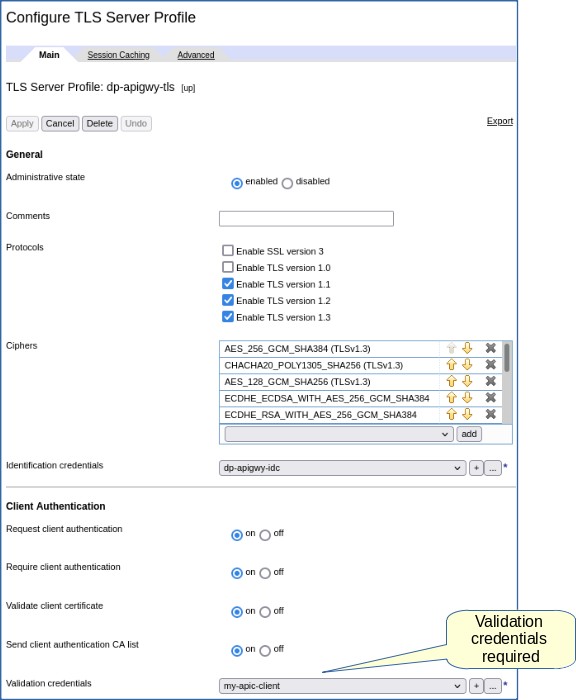 Configure TLS Server Profile
Main Session Caching Advanced
TLS Server Profile: dp-apigwy-tls [up]
Apply Cancel Delete Undo
Export
General
Administrative state
enabled disabled
Comments
Protocols
Enable SSL version 3
Enable TLS version 1.0
Enable TLS version 1.1
Enable TLS version 1.2
Enable TLS version 1.3
Ciphers
AES_256_GCM_SHA384 (TLSv1.3)
CHACHA20_POLY1305_SHA256 (TLSv1.3)
AES_128_GCM_SHA256 (TLSv1.3)
ECDHE_ECDSA_WITH_AES_256_GCM_SHA384
ECDHE_RSA_WITH_AES_256_GCM_SHA384
add
Identification credentials
dp-apigwy-idc + ... *
Client Authentication
Request client authentication
on off
Require client authentication
on off
Validate client certificate
on off
Send client authentication CA list
on off
Validation
credentials
required
Validation credentials
my-apic-client + ... *